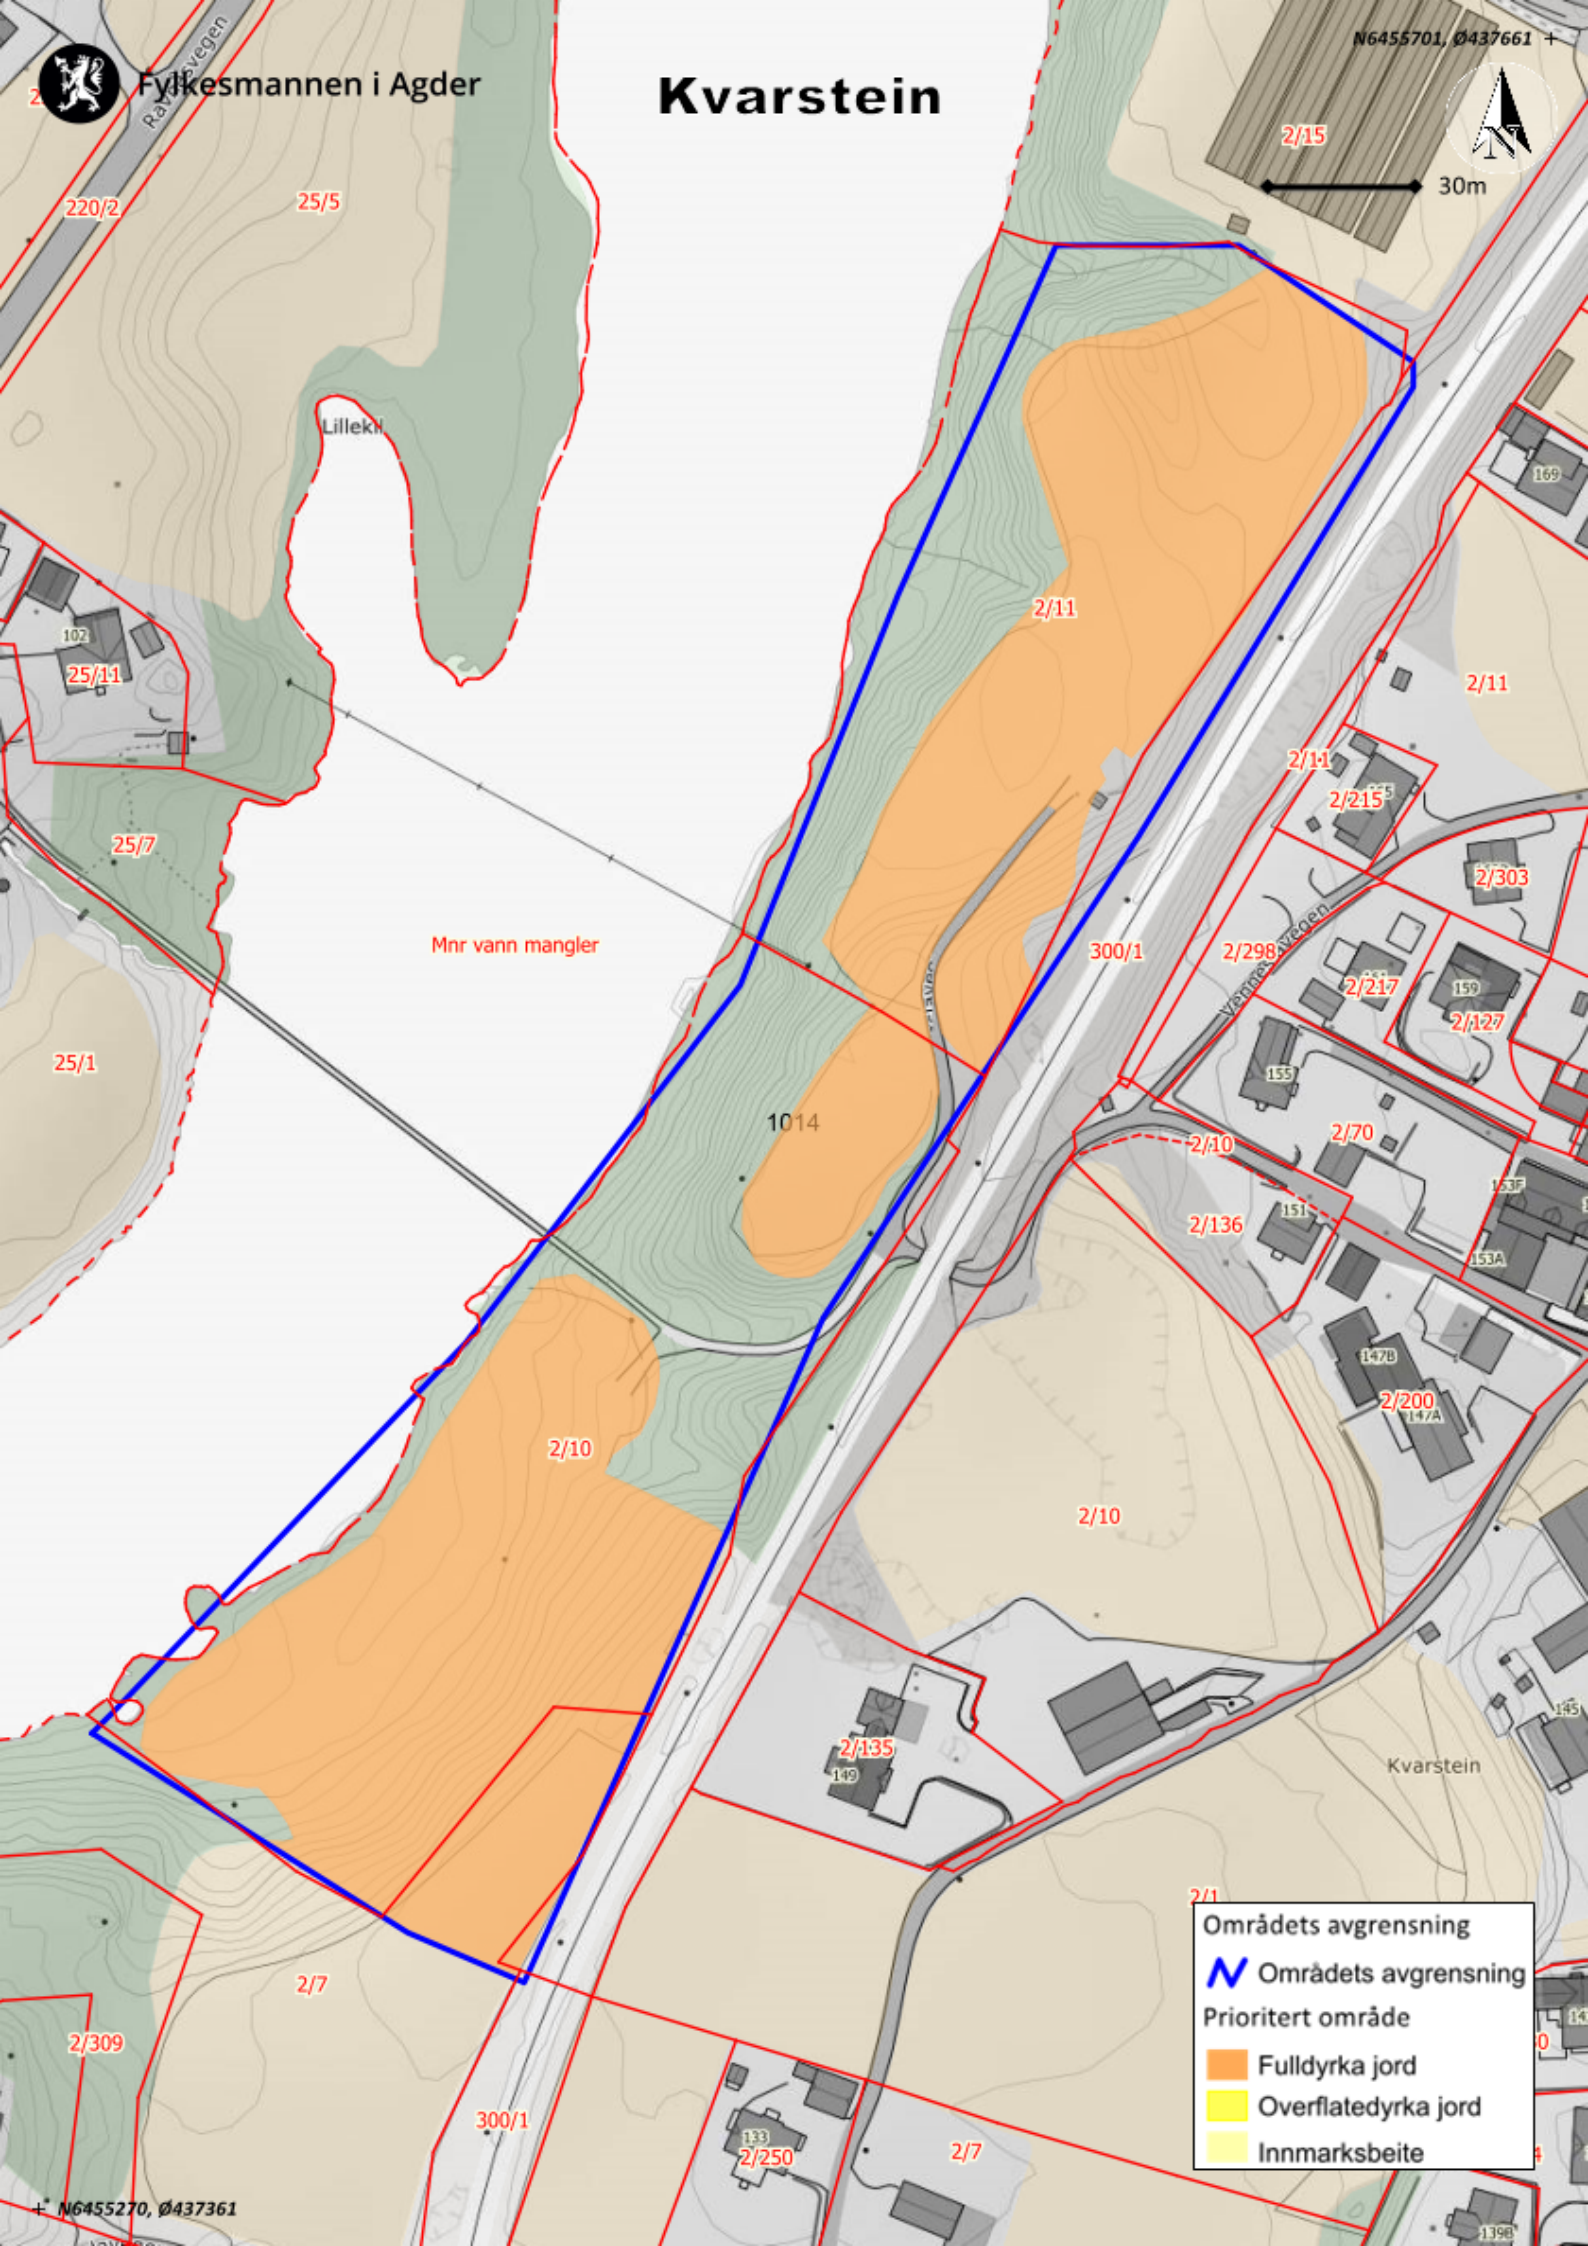 Fylkesmannen i Agder
Kvarstein
N6455701, Ø437661
30m
2/15
220/2
25/5
Lillekil
169
2/11
102
25/11
2/11
2/11
2/215
25/7
2/303
Mnr vann mangler
300/1
2/298
2/217
159
2/127
25/1
155
1014
2/10
2/70
153F
2/136
151
153A
147B
2/200
147A
2/10
2/10
2/135
149
145
Kvarstein
2/1
2/7
2/309
300/1
133
2/250
2/7
139B
N6455270, Ø437361
Områdets avgrensning
Områdets avgrensning
Prioritert område
Fulldyrka jord
Overflatedyrka jord
Innmarksbeite